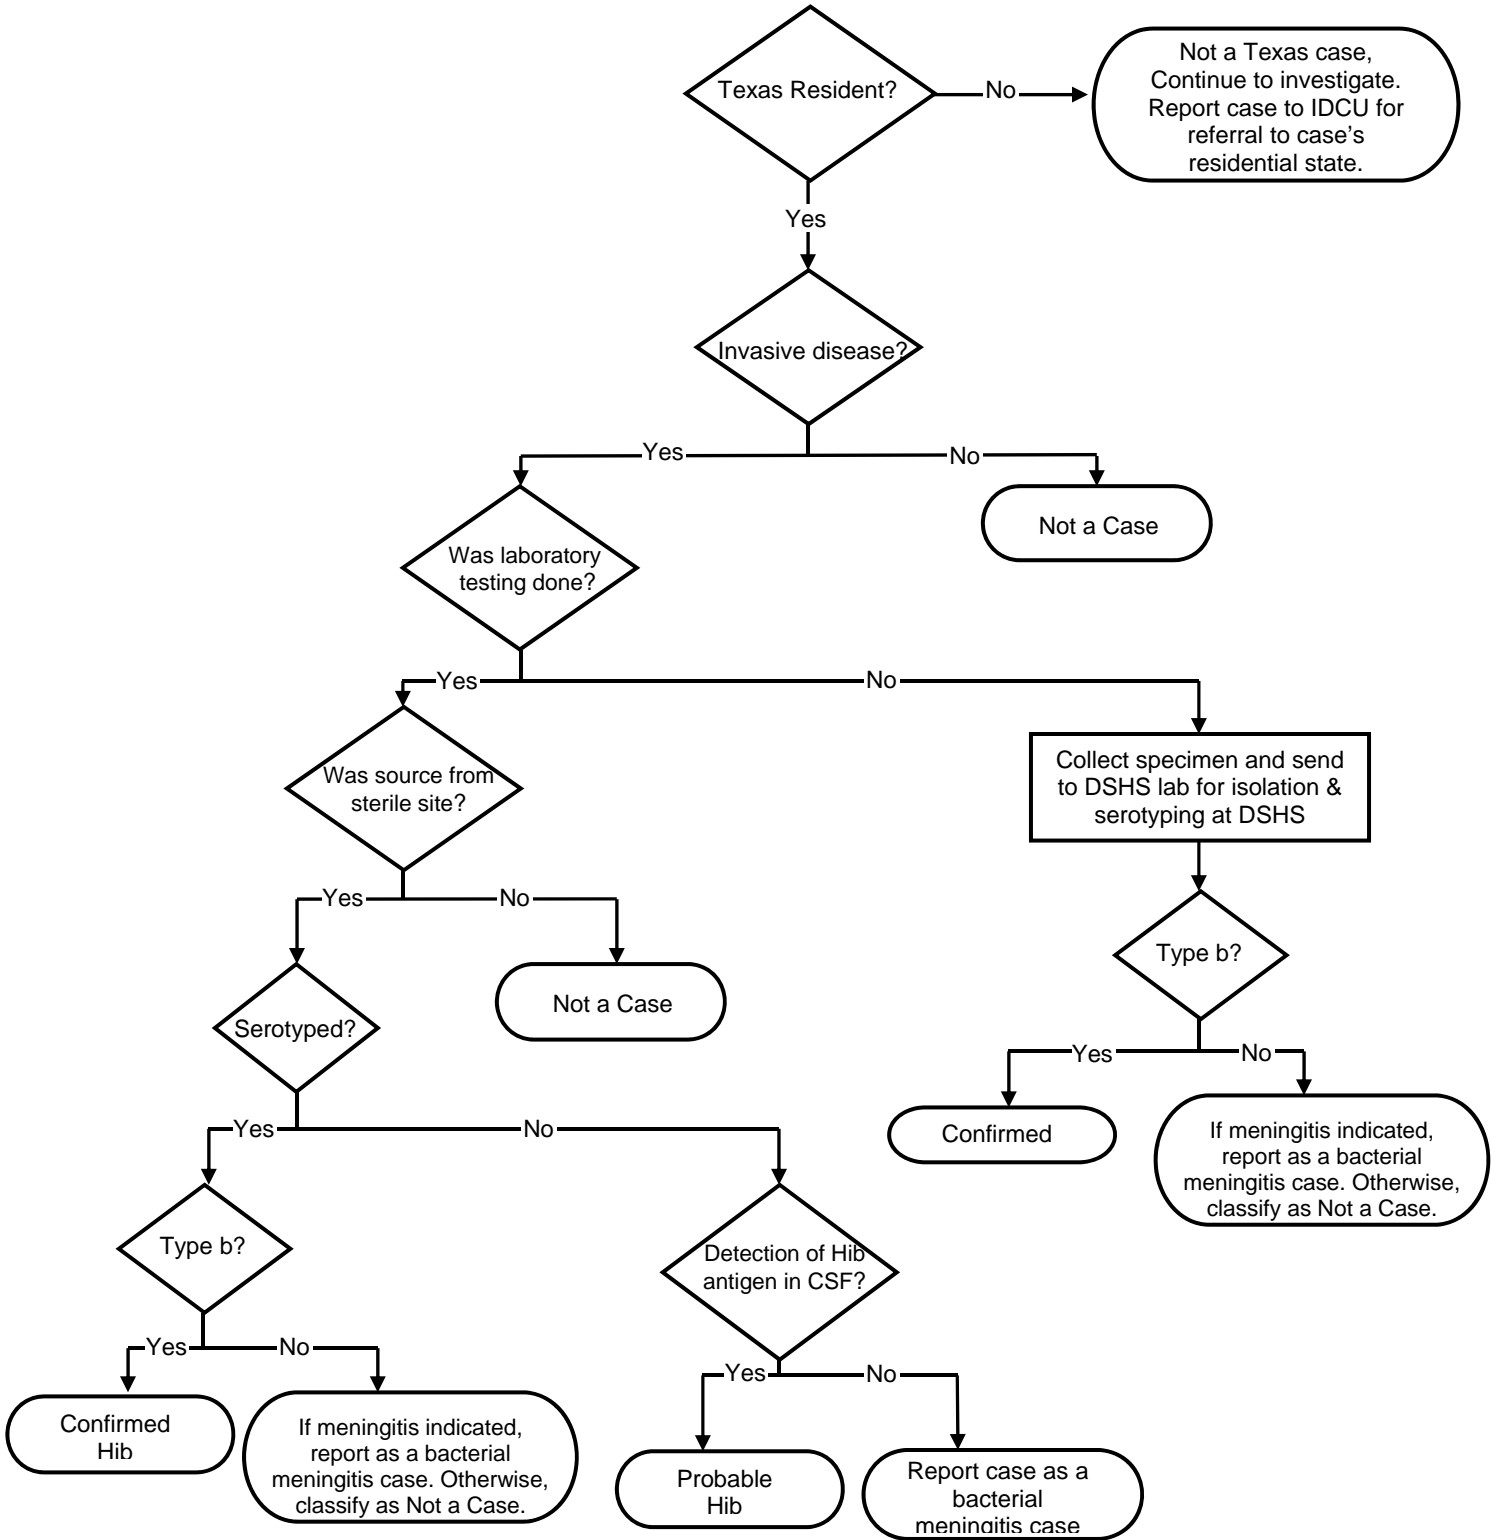 Texas Resident?
No
Not a Texas case,
Continue to investigate.
Report case to IDCU for
referral to case's
residential state.
Yes
Invasive disease?
Yes
No
Not a Case
Was laboratory
testing done?
Yes
No
Was source from
sterile site?
Collect specimen and send
to DSHS lab for isolation &
serotyping at DSHS
Yes
No
Type b?
Not a Case
Serotyped?
Yes
No
Confirmed
If meningitis indicated,
report as a bacterial
meningitis case. Otherwise,
classify as Not a Case.
Yes
No
Type b?
Detection of Hib
antigen in CSF?
Yes
No
Yes
No
Confirmed
Hib
If meningitis indicated,
report as a bacterial
meningitis case. Otherwise,
classify as Not a Case.
Probable
Hib
Report case as a
bacterial
meningitis case